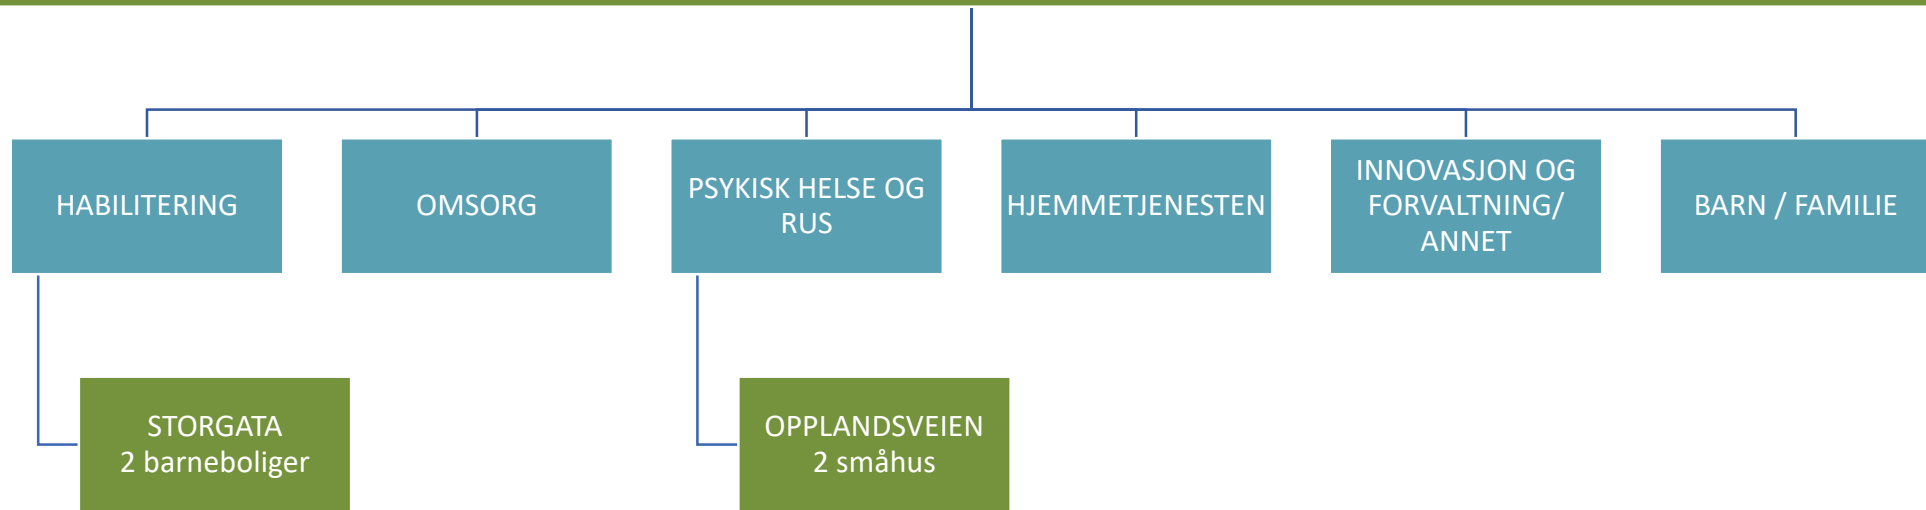 HABILITERING
OMSORG
PSYKISK HELSE OG
RUS
HJEMMETJENESTEN
INNOVASJON OG
FORVALTNING/
ANNET
BARN / FAMILIE
STORGATA
2 barneboliger
OPPLANDSVEIEN
2 småhus